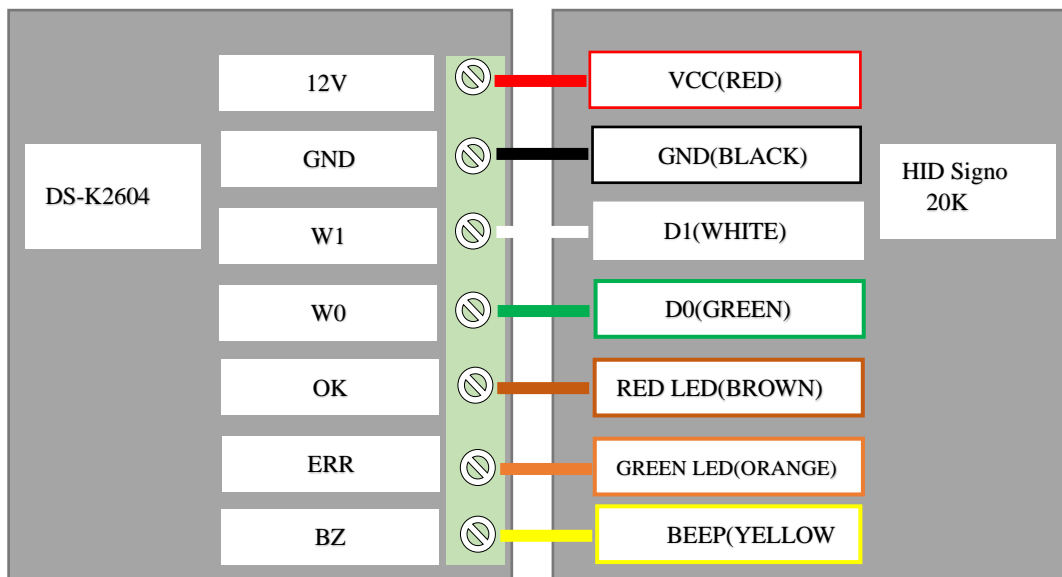 12V
VCC(RED)
GND
GND(BLACK)
DS-K2604
HID Signo
20K
W1
D1(WHITE)
W0
D0(GREEN)
OK
RED LED(BROWN)
ERR
GREEN LED(ORANGE)
BZ
BEEP(YELLOW